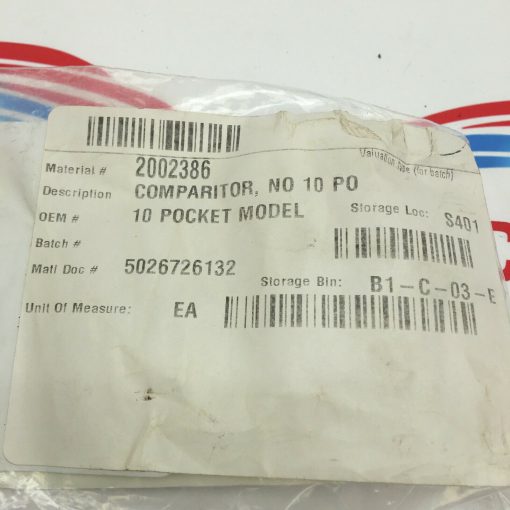 Material # 2002386
Valuation type (for batch)
Description COMPARITOR, NO 10 PO
OEM # 10 POCKET MODEL
Storage Loc: S401
Batch #
Matl Doc # 5026726132
Storage Bin: B1-C-03-E
Unit Of Measure: EA